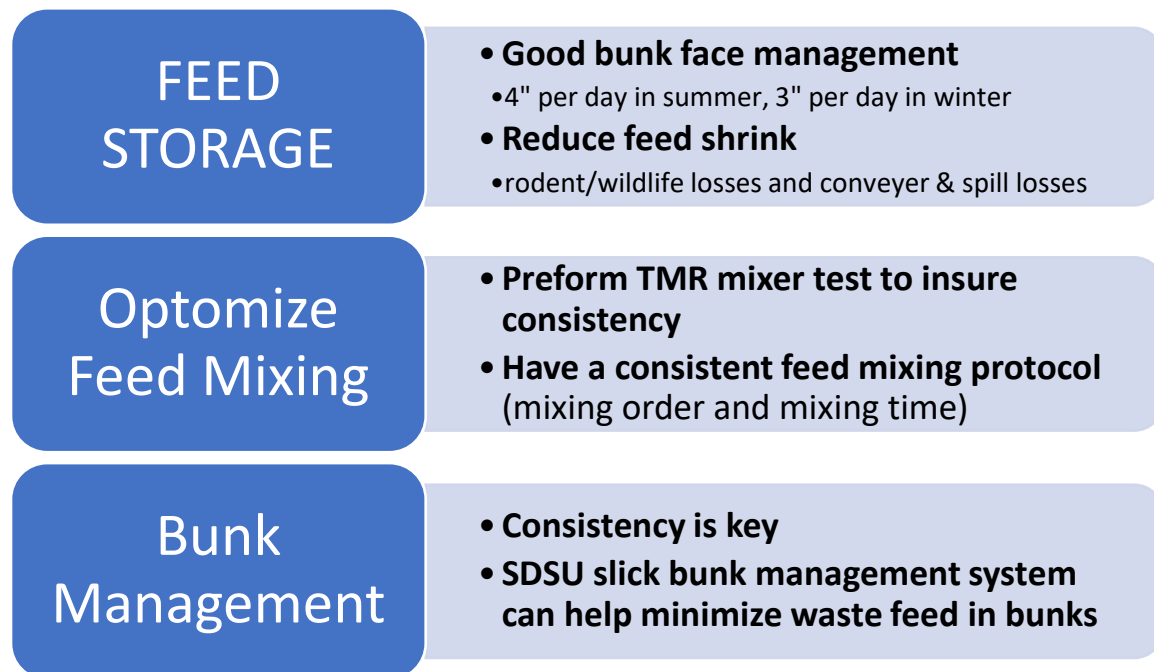 FEED
STORAGE
• Good bunk face management
•4" per day in summer, 3" per day in winter
• Reduce feed shrink
•rodent/wildlife losses and conveyer & spill losses
Optomize
Feed Mixing
• Preform TMR mixer test to insure
consistency
• Have a consistent feed mixing protocol
(mixing order and mixing time)
Bunk
Management
• Consistency is key
• SDSU slick bunk management system
can help minimize waste feed in bunks